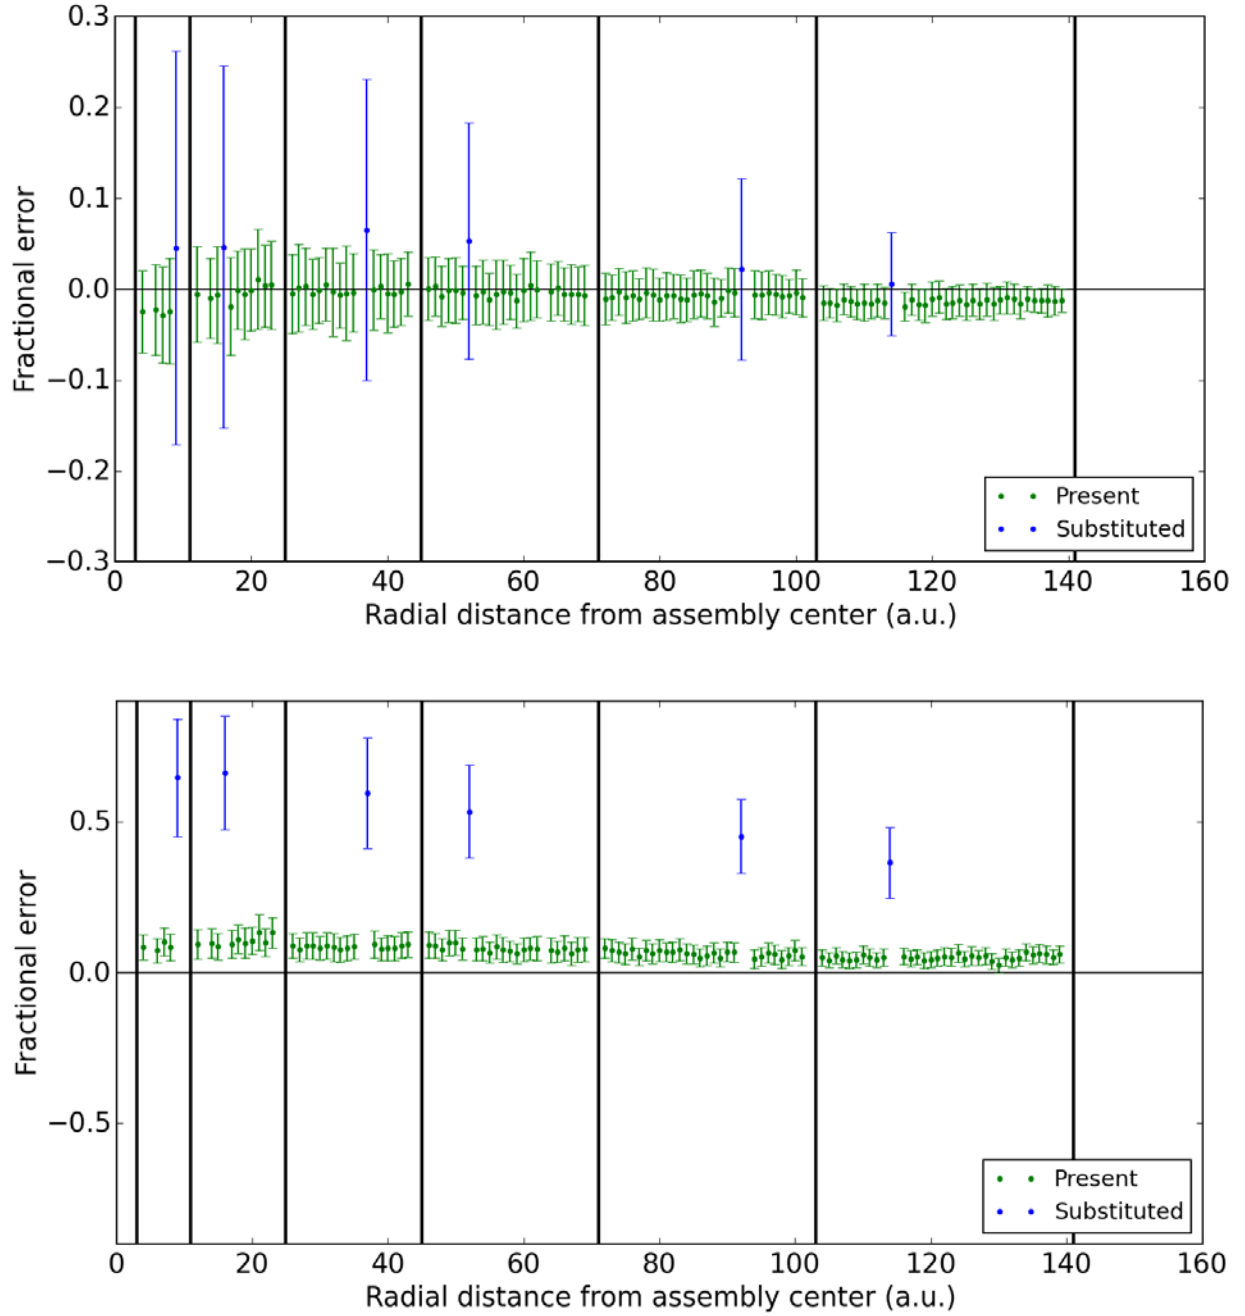 0.3
0.2
0.1
0.0
−0.1
−0.2
−0.3
Fractional error
Present
Substituted
0 20 40 60 80 100 120 140 160
Radial distance from assembly center (a.u.)
0.5
0.0
−0.5
Fractional error
Present
Substituted
0 20 40 60 80 100 120 140 160
Radial distance from assembly center (a.u.)